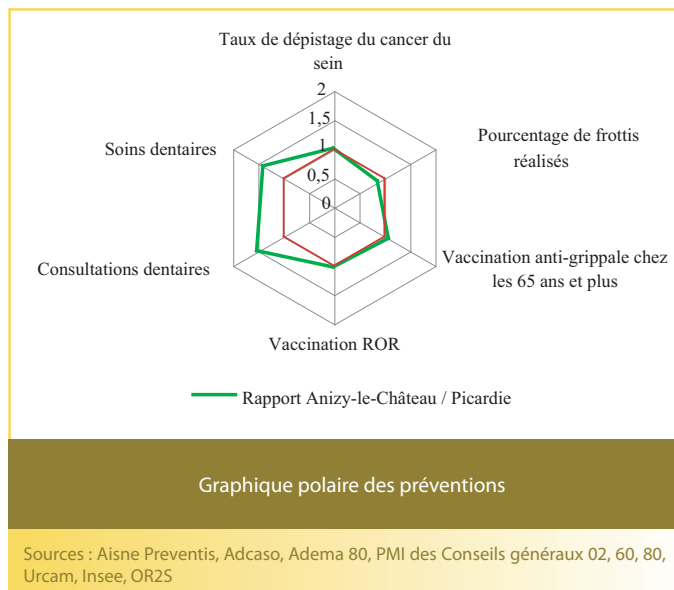 Taux de dépistage du cancer du
sein
2
1,5
1
0,5
0
Pourcentage de frottis
réalisés
Vaccination anti-grippale chez
les 65 ans et plus
Vaccination ROR
Consultations dentaires
Soins dentaires
Rapport Anizy-le-Château / Picardie
Graphique polaire des préventions
Sources : Aisne Preventis, Adcaso, Adema 80, PMI des Conseils généraux 02, 60, 80,
Urcam, Insee, OR2S